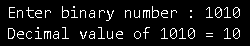 Enter binary number : 1010
Decimal value of 1010 = 10